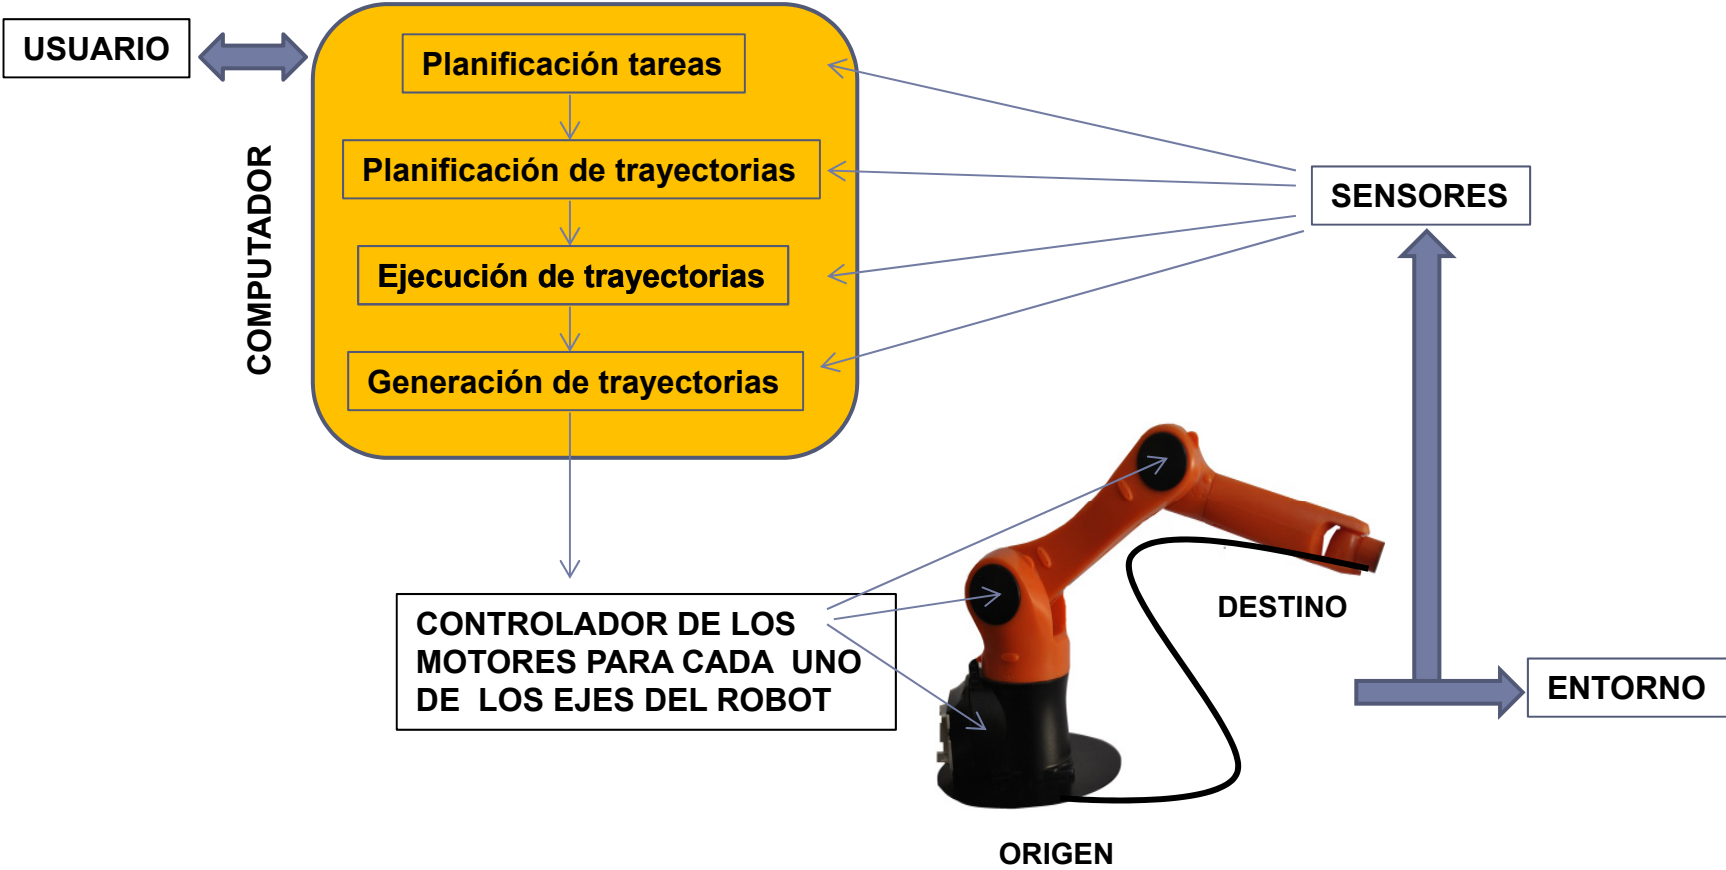 USUARIO
Planificación tareas
Planificación de trayectorias
Ejecución de trayectorias
Generación de trayectorias
COMPUTADOR
SENSORES
CONTROLADOR DE LOS
MOTORES PARA CADA UNO
DE LOS EJES DEL ROBOT
DESTINO
ENTORNO
ORIGEN